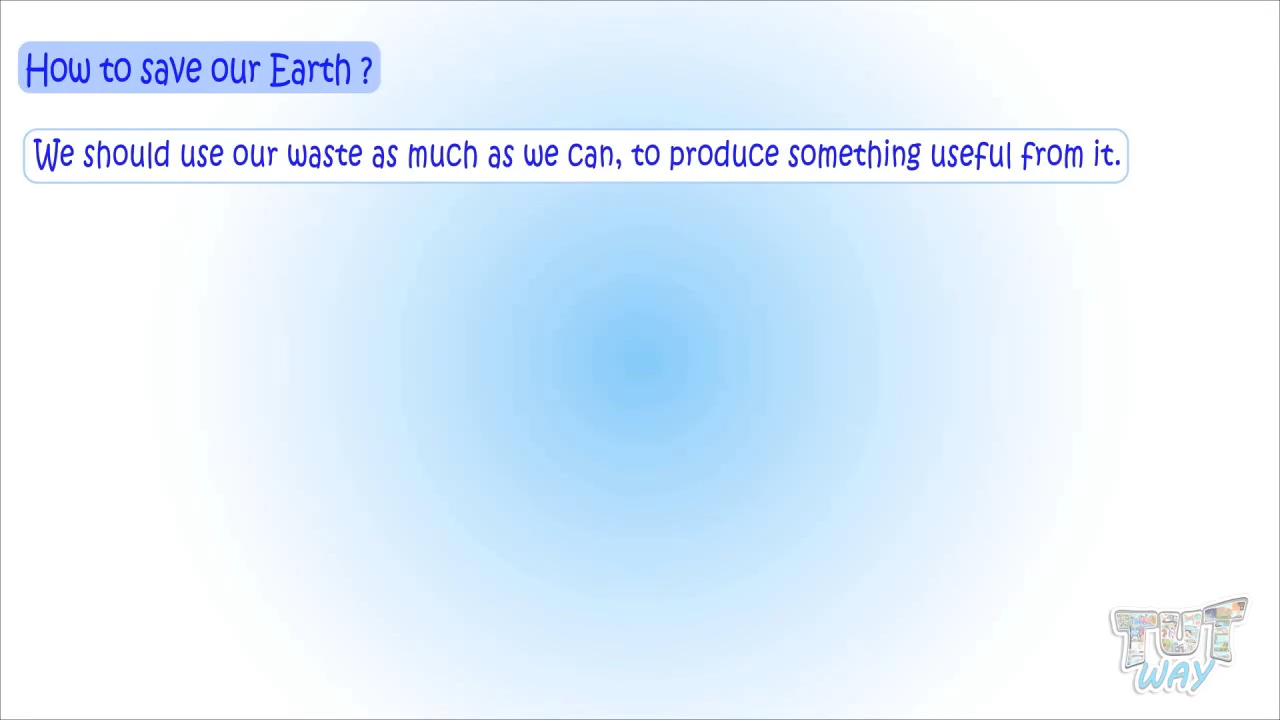 How to save our Earth ?
We should use our waste as much as we can, to produce something useful from it.
TUT
WAY